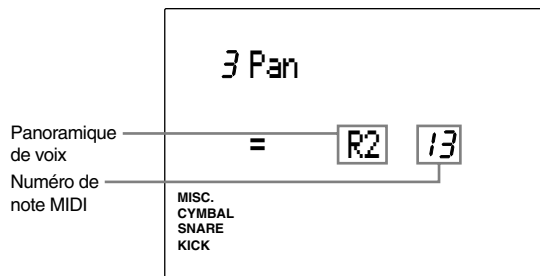 3 Pan
Panoramique
de voix
= R2 13
Numéro de
note MIDI
MISC.
CYMBAL
SNARE
KICK